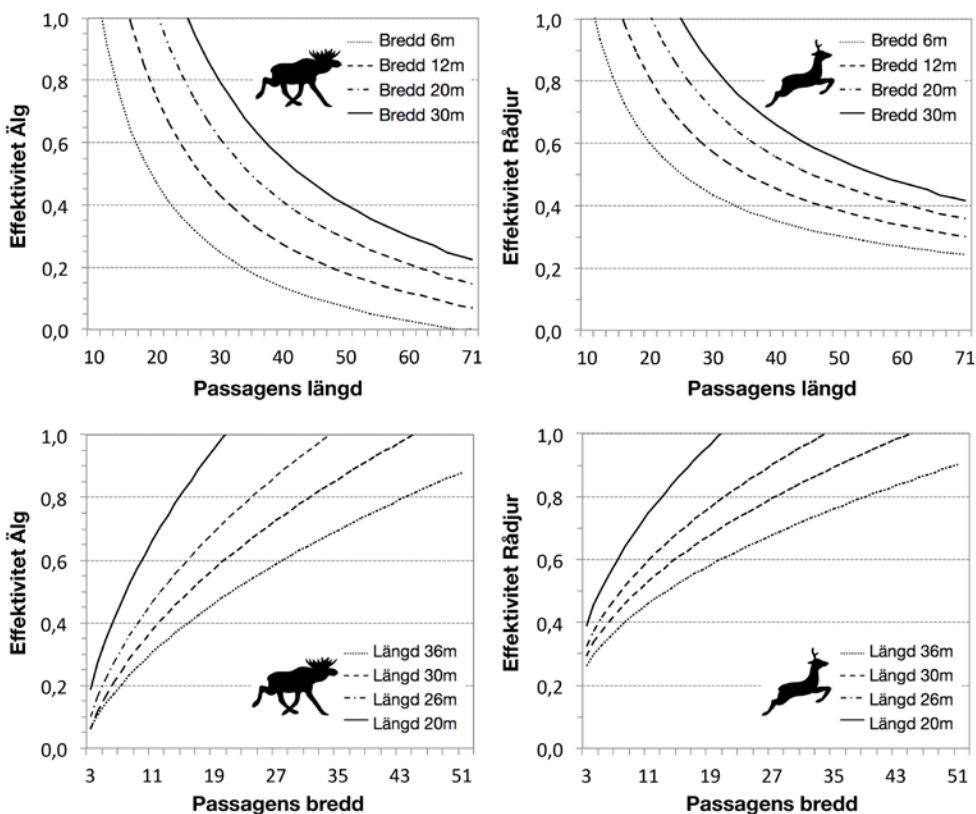 1,0
0,8
0,6
0,4
0,2
0,0
Effektivitet Älg
Bredd 6m
Bredd 12m
Bredd 20m
Bredd 30m
10 20 30 40 50 60 71
Passagens längd
1,0
0,8
0,6
0,4
0,2
0,0
Effektivitet Rådjur
Bredd 6m
Bredd 12m
Bredd 20m
Bredd 30m
10 20 30 40 50 60 71
Passagens längd
1,0
0,8
0,6
0,4
0,2
0,0
Effektivitet Älg
Längd 36m
Längd 30m
Längd 26m
Längd 20m
3 11 19 27 35 43 51
Passagens bredd
1,0
0,8
0,6
0,4
0,2
0,0
Effektivitet Rådjur
Längd 36m
Längd 30m
Längd 26m
Längd 20m
3 11 19 27 35 43 51
Passagens bredd